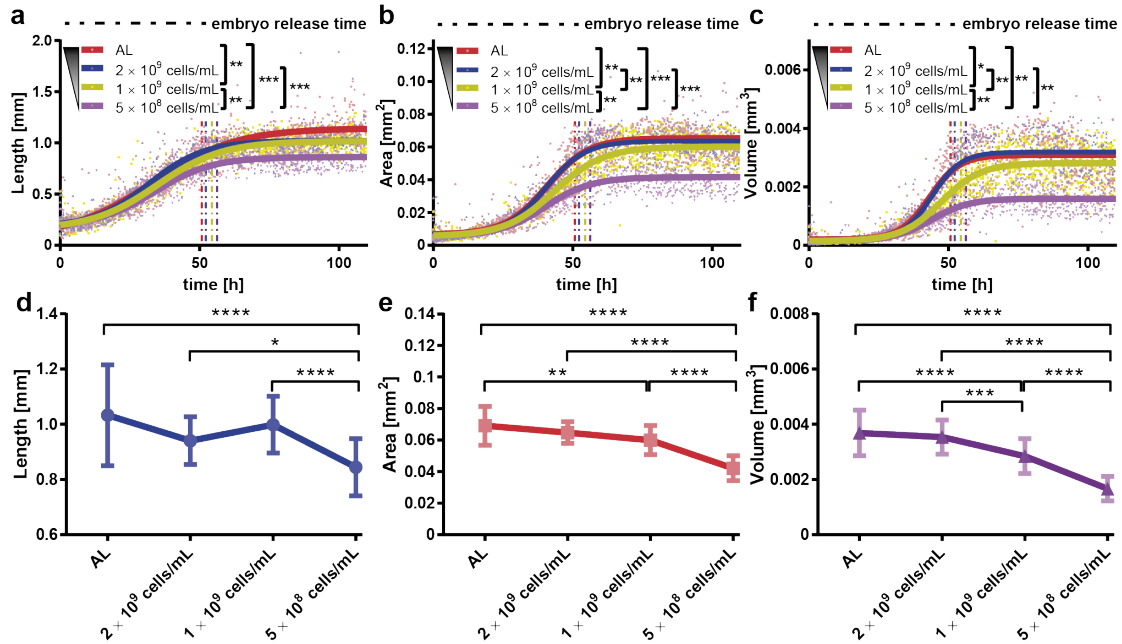 a embryo release time
2.0
1.5
1.0
0.5
0
Length [mm]
AL
2 × 10⁹ cells/mL
1 × 10⁹ cells/mL
5 × 10⁸ cells/mL
**
**
***
***
0 50 100
time [h]
b embryo release time
0.12
0.10
0.08
0.06
0.04
0.02
0
Area [mm²]
AL
2 × 10⁹ cells/mL
1 × 10⁹ cells/mL
5 × 10⁸ cells/mL
**
**
**
***
***
0 50 100
time [h]
c embryo release time
0.006
0.004
0.002
0
Volume [mm³]
AL
2 × 10⁹ cells/mL
1 × 10⁹ cells/mL
5 × 10⁸ cells/mL
*
**
**
**
**
0 50 100
time [h]
d
1.4
1.2
1.0
0.8
0.6
Length [mm]
****
*
****
AL
2 × 10⁹ cells/mL
1 × 10⁹ cells/mL
5 × 10⁸ cells/mL
e
0.14
0.12
0.10
0.08
0.06
0.04
0.02
0
Area [mm²]
****
****
** ****
AL
2 × 10⁹ cells/mL
1 × 10⁹ cells/mL
5 × 10⁸ cells/mL
f
0.008
0.006
0.004
0.002
0
Volume [mm³]
****
****
**** ****
***
AL
2 × 10⁹ cells/mL
1 × 10⁹ cells/mL
5 × 10⁸ cells/mL